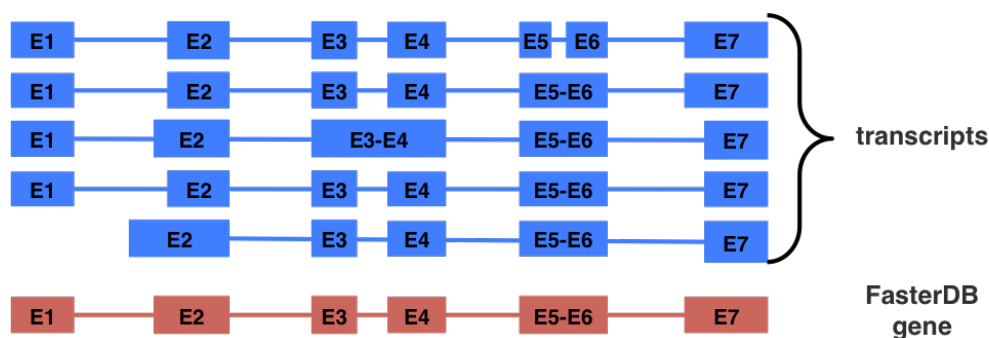 E1 E2 E3 E4 E5 E6 E7
E1 E2 E3 E4 E5-E6 E7
E1 E2 E3-E4 E5-E6 E7
transcripts
E1 E2 E3 E4 E5-E6 E7
E2 E3 E4 E5-E6 E7
E1 E2 E3 E4 E5-E6 E7
FasterDB
gene